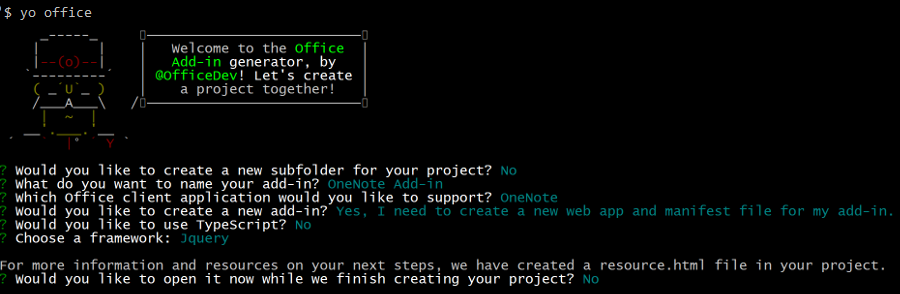 $ yo office
Welcome to the Office
Add-in generator, by
@OfficeDev! Let's create
a project together!
? Would you like to create a new subfolder for your project? No
? What do you want to name your add-in? OneNote Add-in
? Which Office client application would you like to support? OneNote
? Would you like to create a new add-in? Yes, I need to create a new web app and manifest file for my add-in.
? Would you like to use TypeScript? No
? Choose a framework: Jquery
For more information and resources on your next steps, we have created a resource.html file in your project.
? Would you like to open it now while we finish creating your project? No